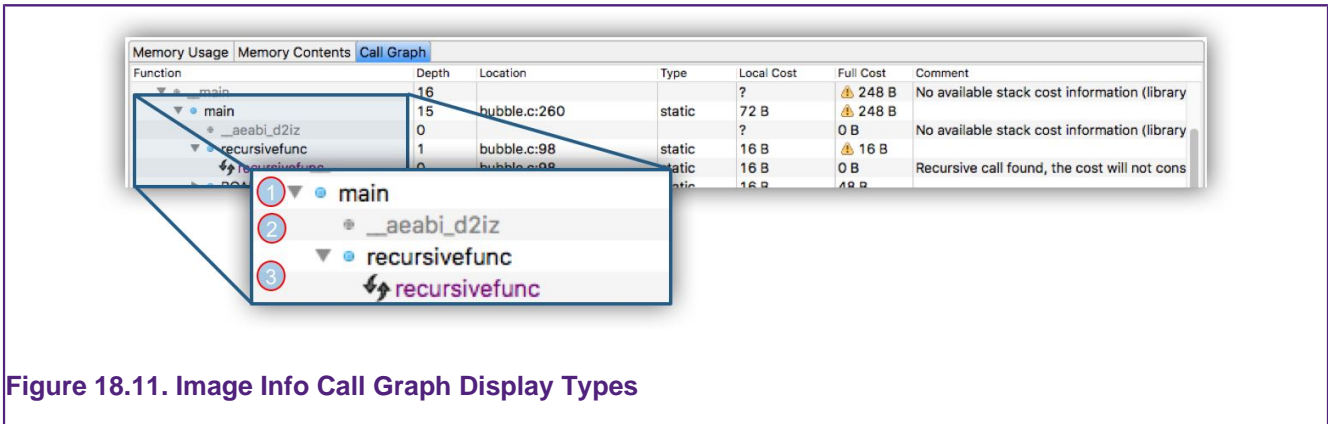 Memory Usage Memory Contents Call Graph
Function Depth Location Type Local Cost Full Cost Comment
__main 16 ? 248 B No available stack cost information (library
main 15 bubble.c:260 static 72 B 248 B
__aeabi_d2iz 0 ? 0 B No available stack cost information (library
recursivefunc 1 bubble.c:98 static 16 B 16 B
recursivefunc 0 bubble.c:98 static 16 B 0 B Recursive call found, the cost will not cons
16 B 48 B
1 main
2 __aeabi_d2iz
recursivefunc
3
recursivefunc
Figure 18.11. Image Info Call Graph Display Types